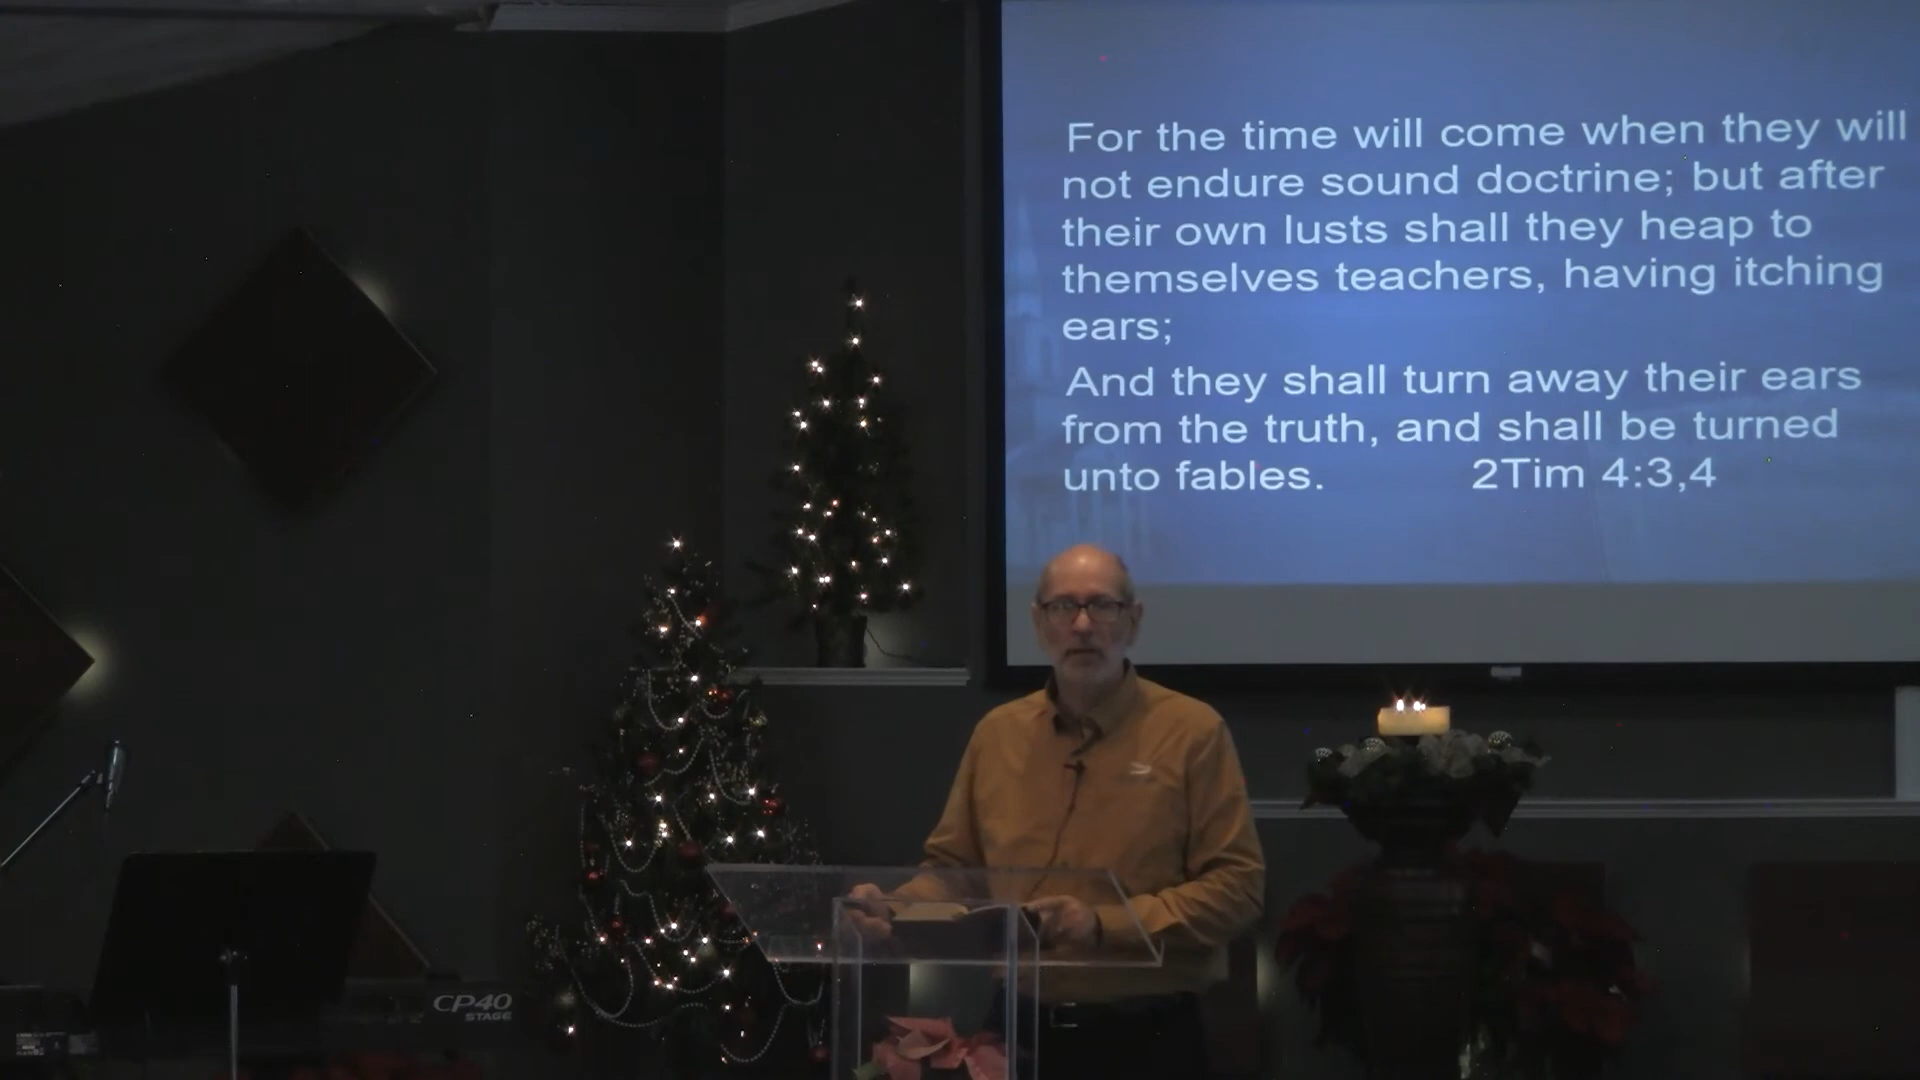 For the time will come when they will
not endure sound doctrine; but after
their own lusts shall they heap to
themselves teachers, having itching
ears;
And they shall turn away their ears
from the truth, and shall be turned
unto fables. 2Tim 4:3,4
CP40
STAGE